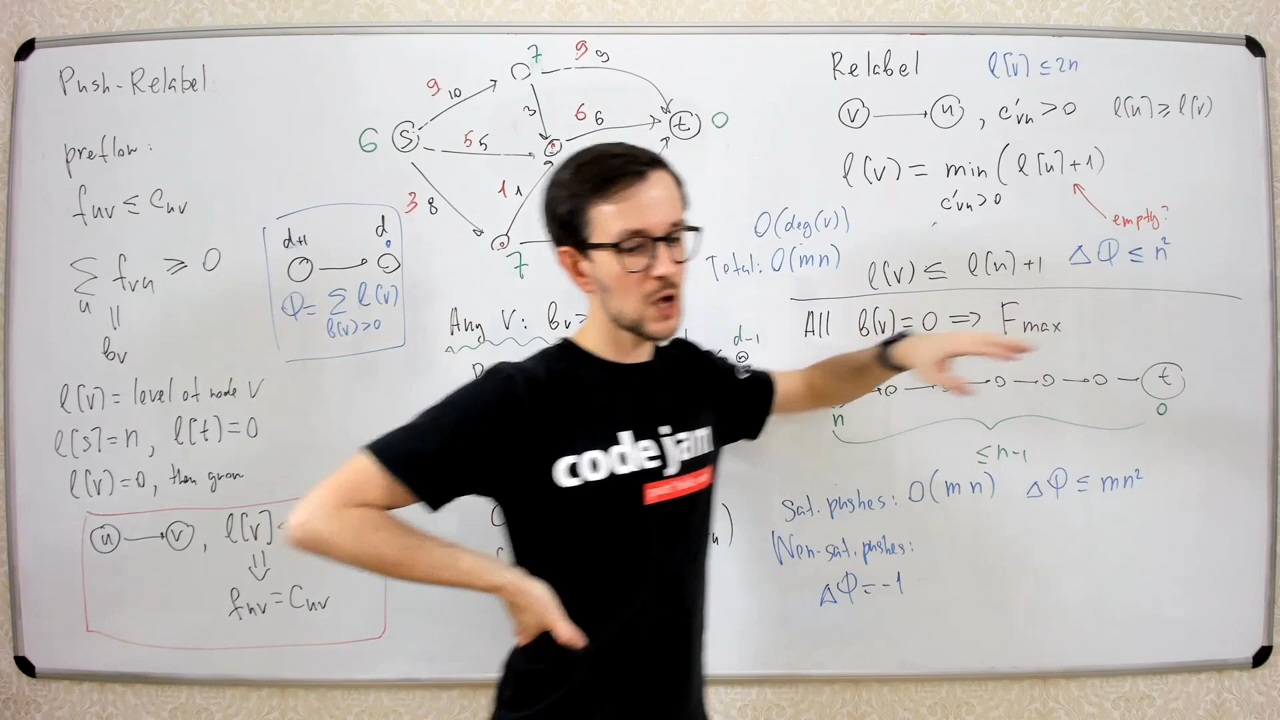 Push-Relabel
preflow:
f_uv ≤ C_uv
∑_u f_vu ≥ 0
||
b_v
l(v) = level of node V
l[s]=n, l[t]=0
l(v)=0, then grow
u → v, l[v]
⇓
f_uv = C_uv
d+1 d
Φ = ∑ l(v)
b(v)>0
7
9 10
9 9
6 s
5 5
3
6 6
t 0
3 8
1 1
7
Any V: b_v>
d-1
O(deg(v))
Total: O(mn)
Relabel l[v] ≤ 2n
v → u, c'_vu > 0 l[u] ≥ l(v)
l(v) = min (l[u]+1)
c'_vu>0
empty?
l(v) ≤ l(u)+1 ΔΦ ≤ n²
All b(v)=0 ⇒ F_max
t
n 0
≤ n-1
Sat. pushes: O(mn) ΔΦ ≤ mn²
Non-sat. pushes:
ΔΦ = -1
code jam